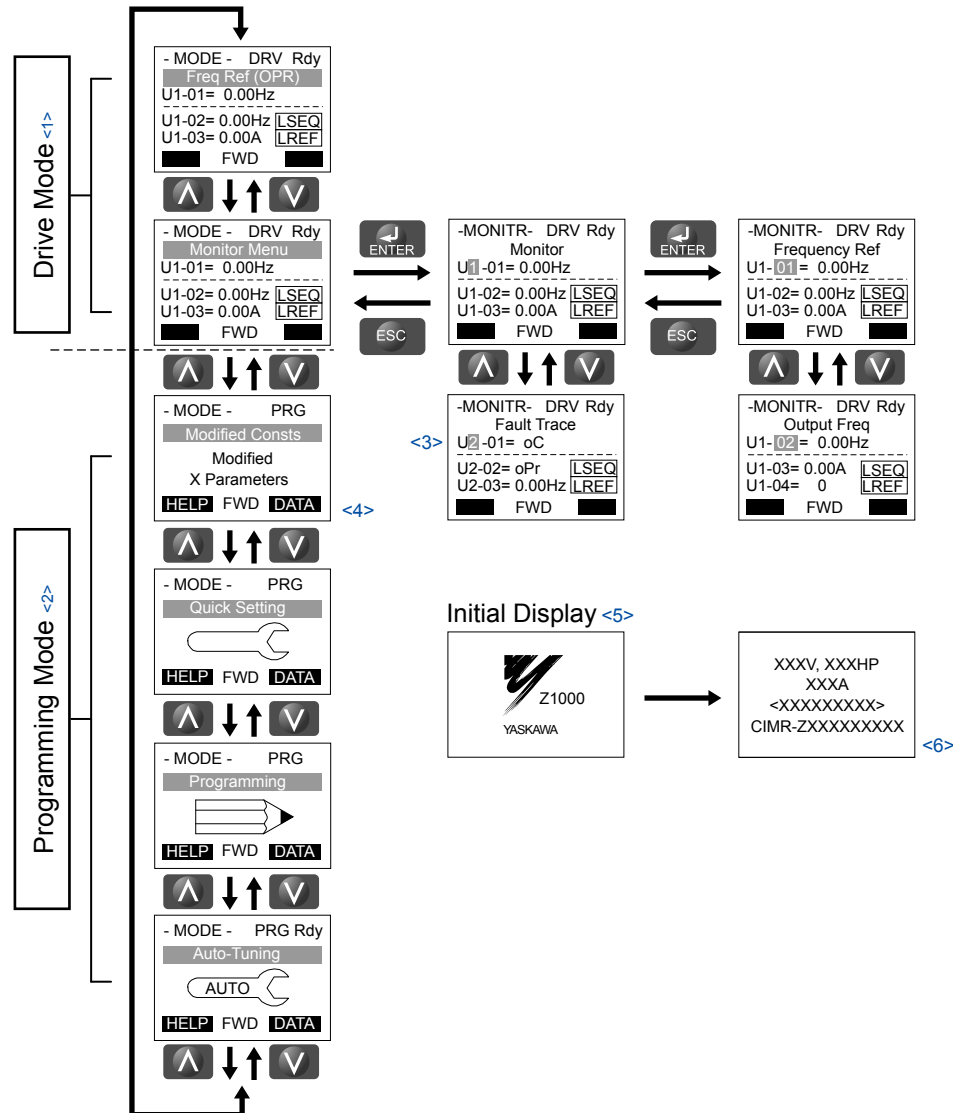 Drive Mode <1>
- MODE - DRV Rdy
Freq Ref (OPR)
U1-01= 0.00Hz
U1-02= 0.00Hz LSEQ
U1-03= 0.00A LREF
FWD
- MODE - DRV Rdy
Monitor Menu
U1-01= 0.00Hz
U1-02= 0.00Hz LSEQ
U1-03= 0.00A LREF
FWD
ENTER
ESC
-MONITR- DRV Rdy
Monitor
U1 -01= 0.00Hz
U1-02= 0.00Hz LSEQ
U1-03= 0.00A LREF
FWD
ENTER
ESC
-MONITR- DRV Rdy
Frequency Ref
U1- 01 = 0.00Hz
U1-02= 0.00Hz LSEQ
U1-03= 0.00A LREF
FWD
<3>
-MONITR- DRV Rdy
Fault Trace
U2 -01= oC
U2-02= oPr LSEQ
U2-03= 0.00Hz LREF
FWD
-MONITR- DRV Rdy
Output Freq
U1- 02 = 0.00Hz
U1-03= 0.00A LSEQ
U1-04= 0 LREF
FWD
Programming Mode <2>
- MODE - PRG
Modified Consts
Modified
X Parameters
HELP FWD DATA
<4>
- MODE - PRG
Quick Setting
HELP FWD DATA
- MODE - PRG
Programming
HELP FWD DATA
- MODE - PRG Rdy
Auto-Tuning
AUTO
HELP FWD DATA
Initial Display <5>
Z1000
YASKAWA
XXXV, XXXHP
XXXA
<XXXXXXXXX>
CIMR-ZXXXXXXXXX
<6>